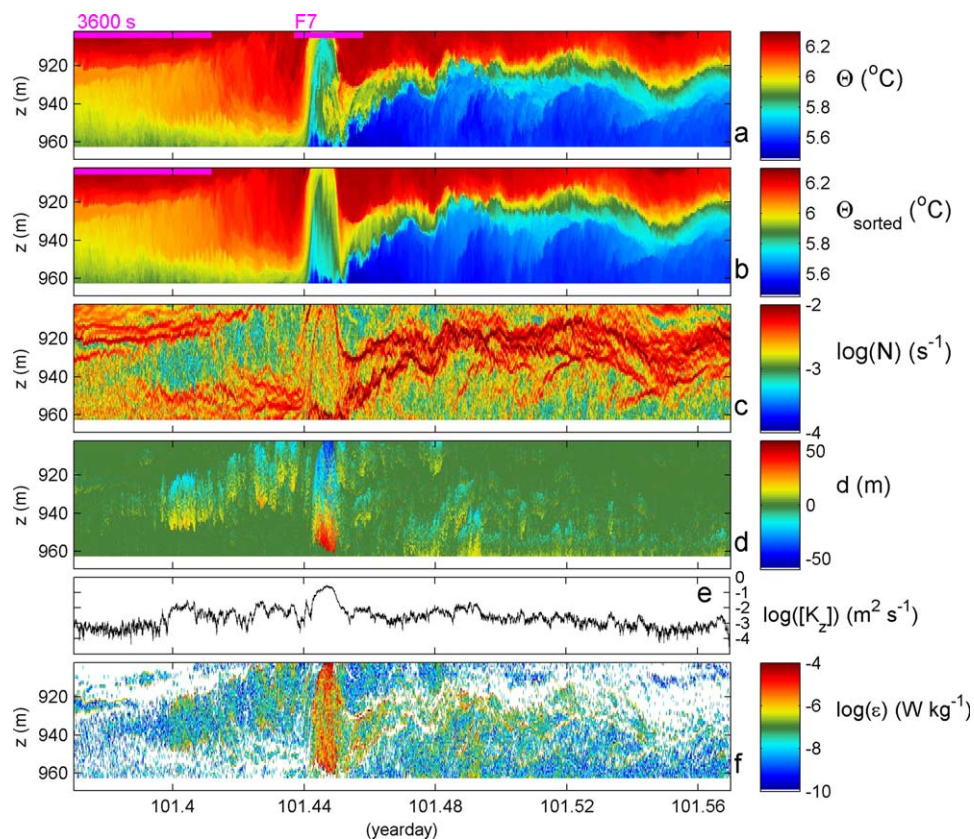 3600 s F7
920
940
960
z (m)
a
6.2
6
5.8
5.6
Θ (°C)
920
940
960
z (m)
b
6.2
6
5.8
5.6
Θsorted (°C)
920
940
960
z (m)
c
-2
-3
-4
log(N) (s-1)
920
940
960
z (m)
d
50
0
-50
d (m)
e
0
-1
-2
-3
-4
log([Kz]) (m2 s-1)
920
940
960
z (m)
f
-4
-6
-8
-10
log(ε) (W kg-1)
101.4 101.44 101.48 101.52 101.56
(yearday)